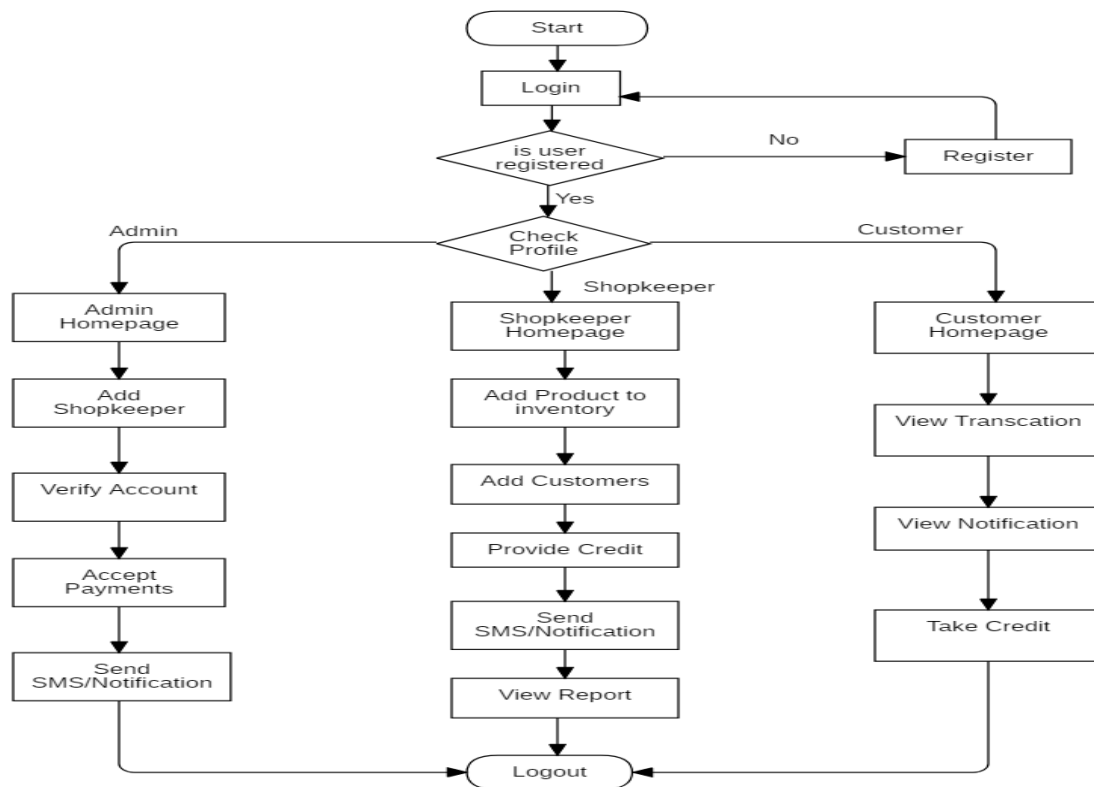 Start
Login
is user
registered
No
Register
Yes
Check
Profile
Admin
Customer
Shopkeeper
Admin
Homepage
Shopkeeper
Homepage
Customer
Homepage
Add
Shopkeeper
Add Product to
inventory
View Transcation
Verify Account
Add Customers
View Notification
Provide Credit
Accept
Payments
Send
SMS/Notification
Take Credit
Send
SMS/Notification
View Report
Logout